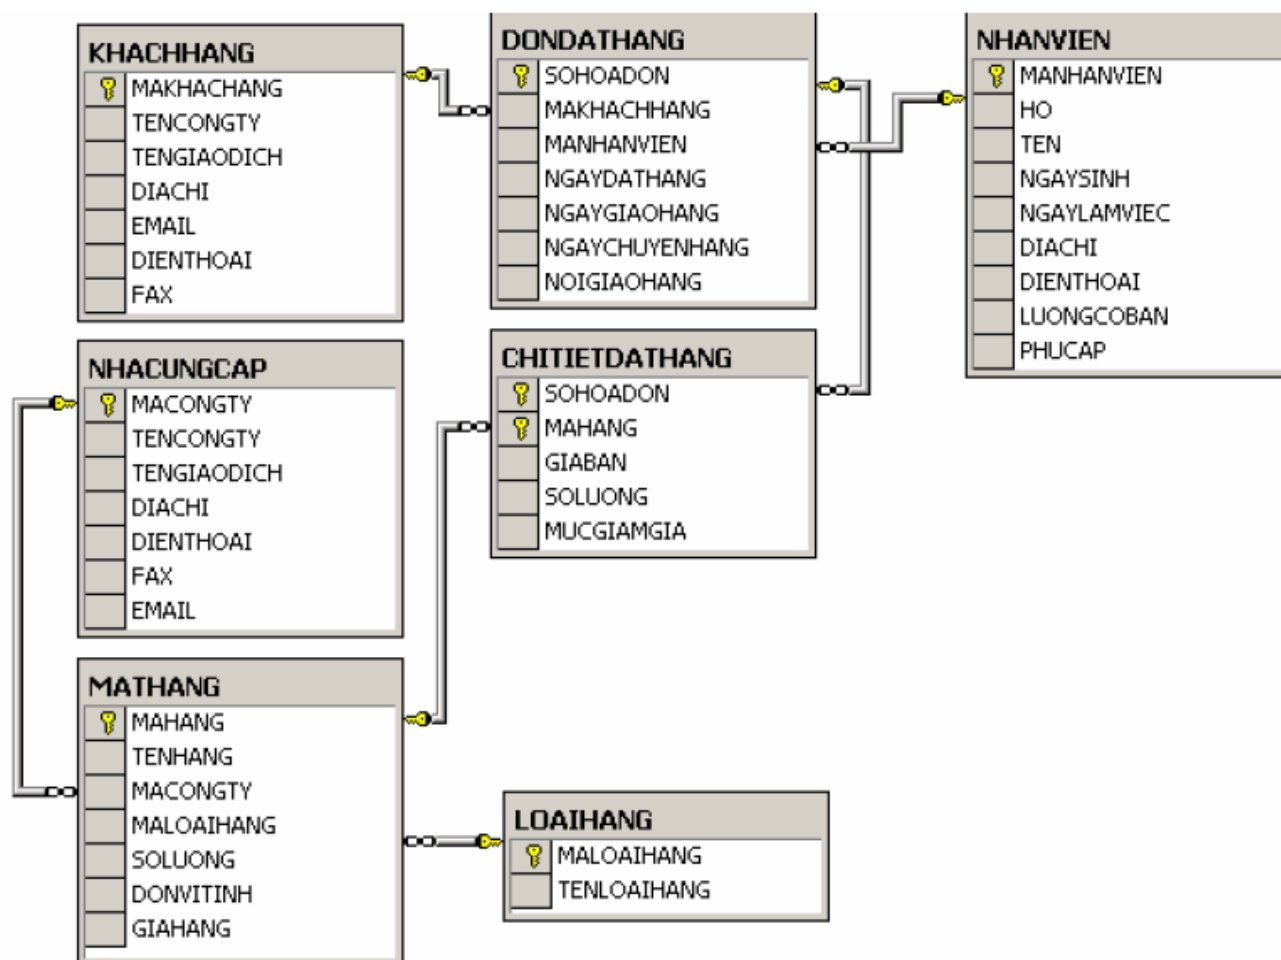 KHACHHANG
MAKHACHANG
TENCONGTY
TENGIAODICH
DIACHI
EMAIL
DIENTHOAI
FAX
DONDATHANG
SOHOADON
MAKHACHHANG
MANHANVIEN
NGAYDATHANG
NGAYGIAOHANG
NGAYCHUYENHANG
NOIGIAOHANG
NHANVIEN
MANHANVIEN
HO
TEN
NGAYSINH
NGAYLAMVIEC
DIACHI
DIENTHOAI
LUONGCOBAN
PHUCAP
NHACUNGCAP
MACONGTY
TENCONGTY
TENGIAODICH
DIACHI
DIENTHOAI
FAX
EMAIL
CHITIETDATHANG
SOHOADON
MAHANG
GIABAN
SOLUONG
MUCGIAMGIA
MATHANG
MAHANG
TENHANG
MACONGTY
MALOAIHANG
SOLUONG
DONVITINH
GIAHANG
LOAIHANG
MALOAIHANG
TENLOAIHANG